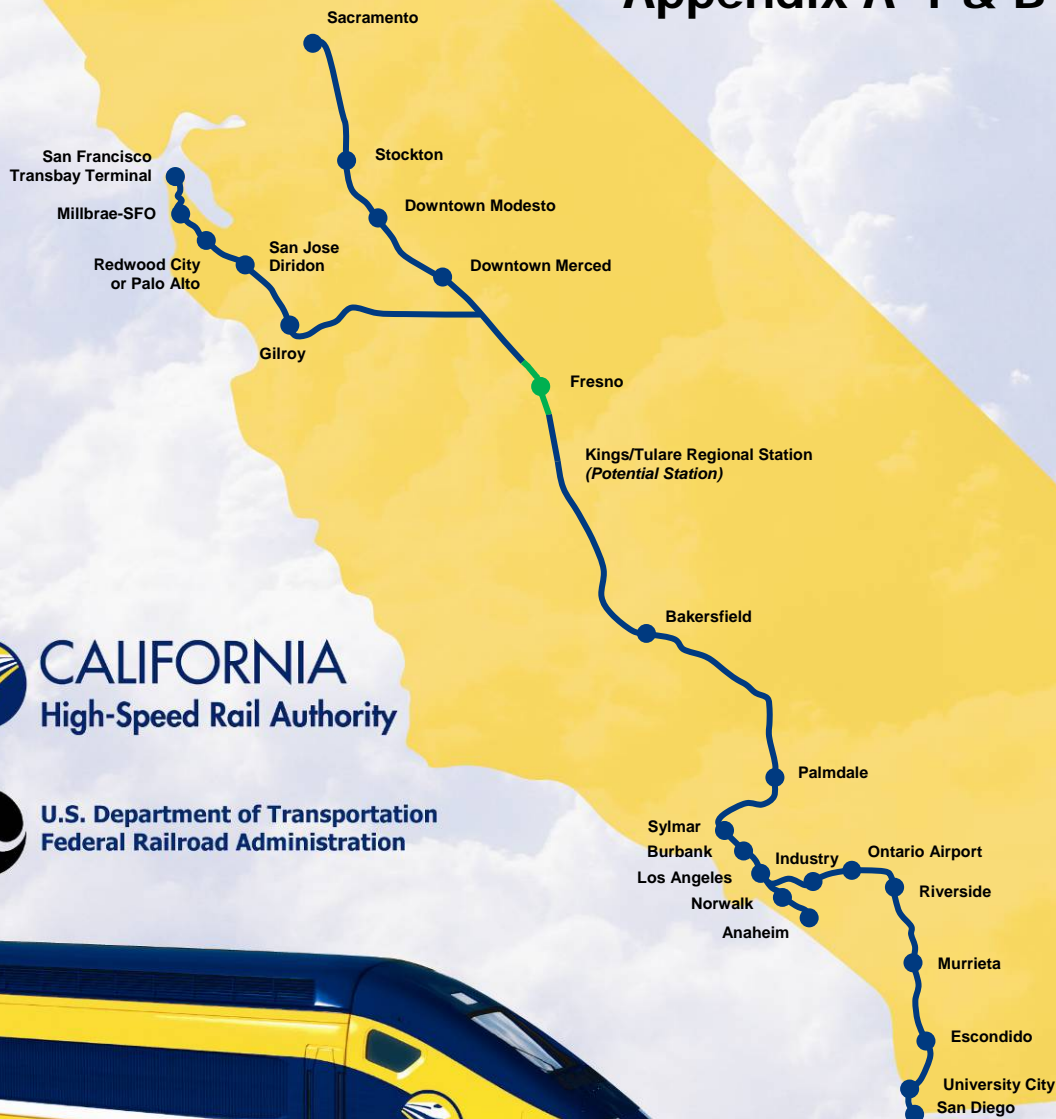 Sacramento
San Francisco
Transbay Terminal
Stockton
Millbrae-SFO
Downtown Modesto
Redwood City
or Palo Alto
San Jose
Diridon
Downtown Merced
Gilroy
Fresno
Kings/Tulare Regional Station
(Potential Station)
Bakersfield
CALIFORNIA
High-Speed Rail Authority
Palmdale
U.S. Department of Transportation
Federal Railroad Administration
Sylmar
Burbank
Los Angeles
Industry
Ontario Airport
Norwalk
Riverside
Anaheim
Murrieta
Escondido
University City
San Diego